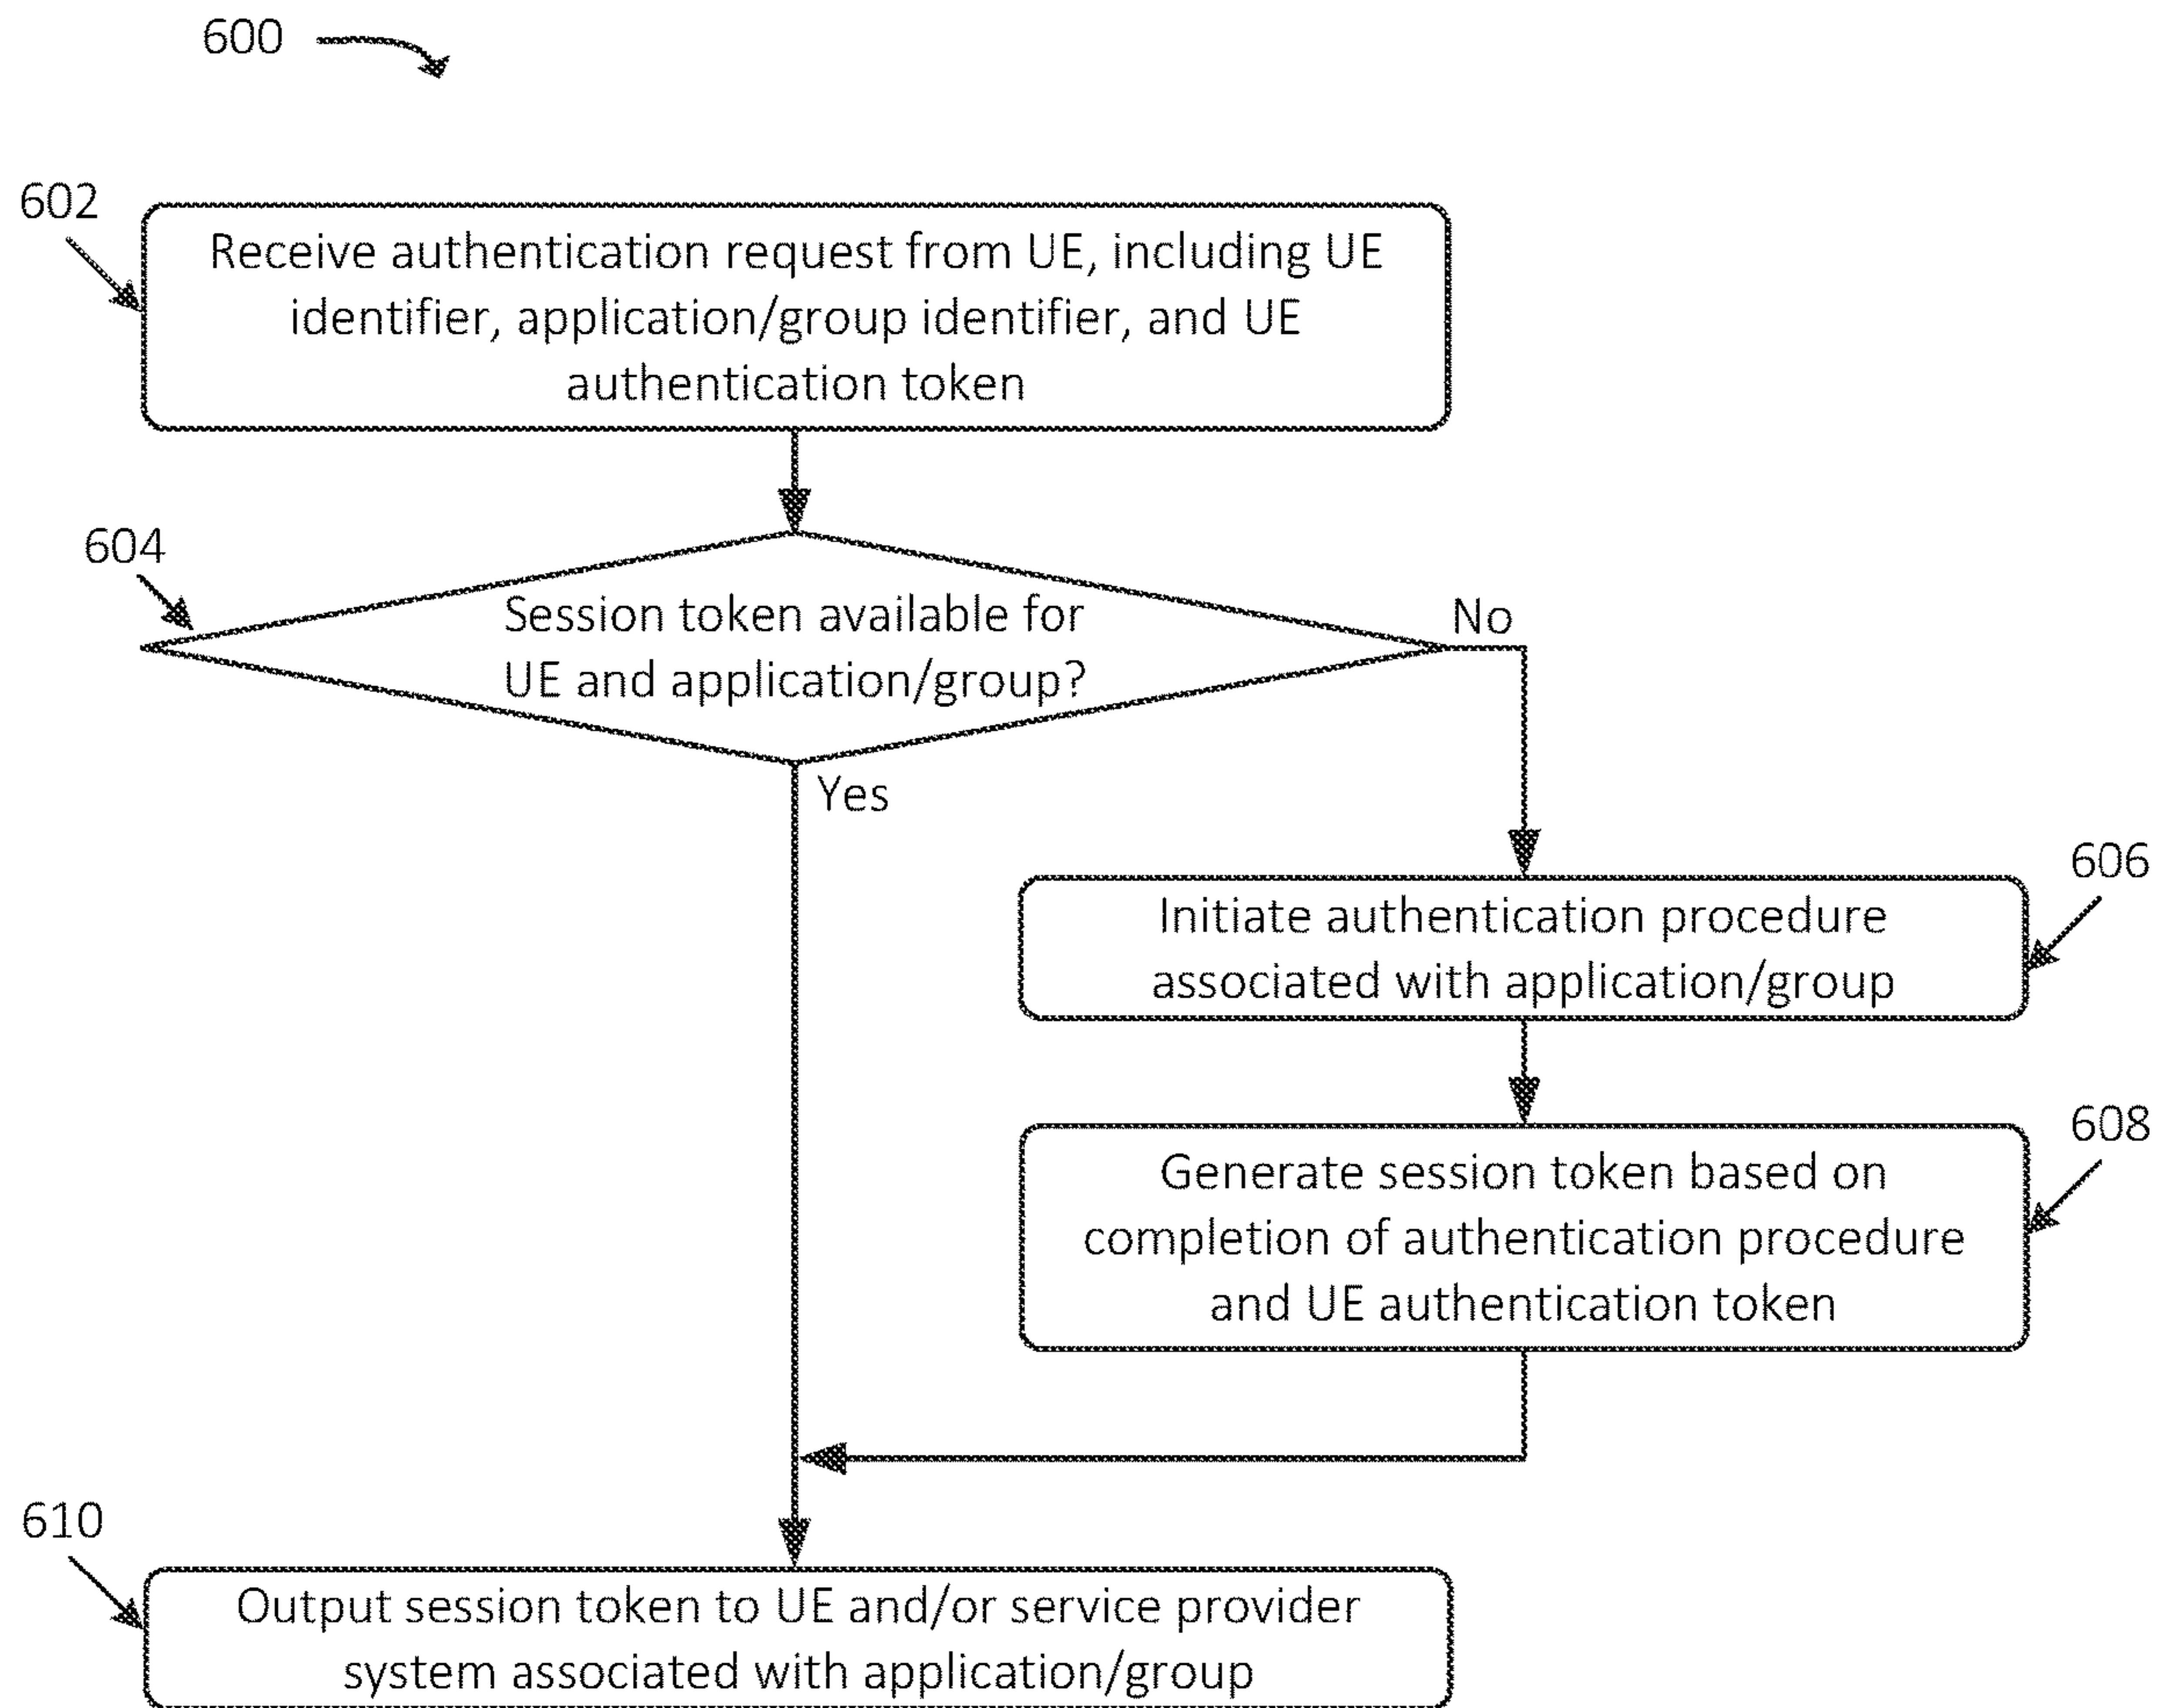 600
602
Receive authentication request from UE, including UE
identifier, application/group identifier, and UE
authentication token
604
Session token available for
UE and application/group?
No
Yes
606
Initiate authentication procedure
associated with application/group
608
Generate session token based on
completion of authentication procedure
and UE authentication token
610
Output session token to UE and/or service provider
system associated with application/group